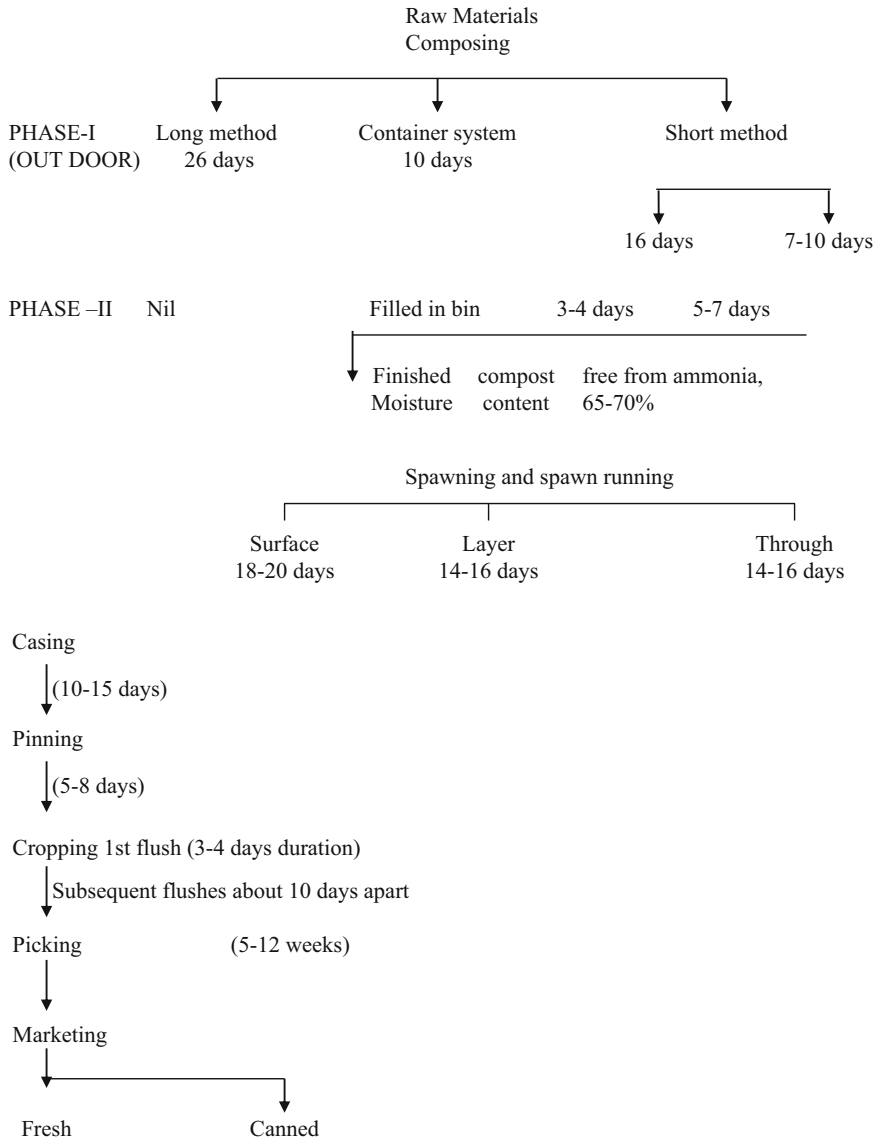 Raw Materials
Composing
PHASE-I Long method Container system Short method
(OUT DOOR) 26 days 10 days
16 days 7-10 days
PHASE –II Nil Filled in bin 3-4 days 5-7 days
Finished compost free from ammonia,
Moisture content 65-70%
Spawning and spawn running
Surface Layer Through
18-20 days 14-16 days 14-16 days
Casing
(10-15 days)
Pinning
(5-8 days)
Cropping 1st flush (3-4 days duration)
Subsequent flushes about 10 days apart
Picking (5-12 weeks)
Marketing
Fresh Canned